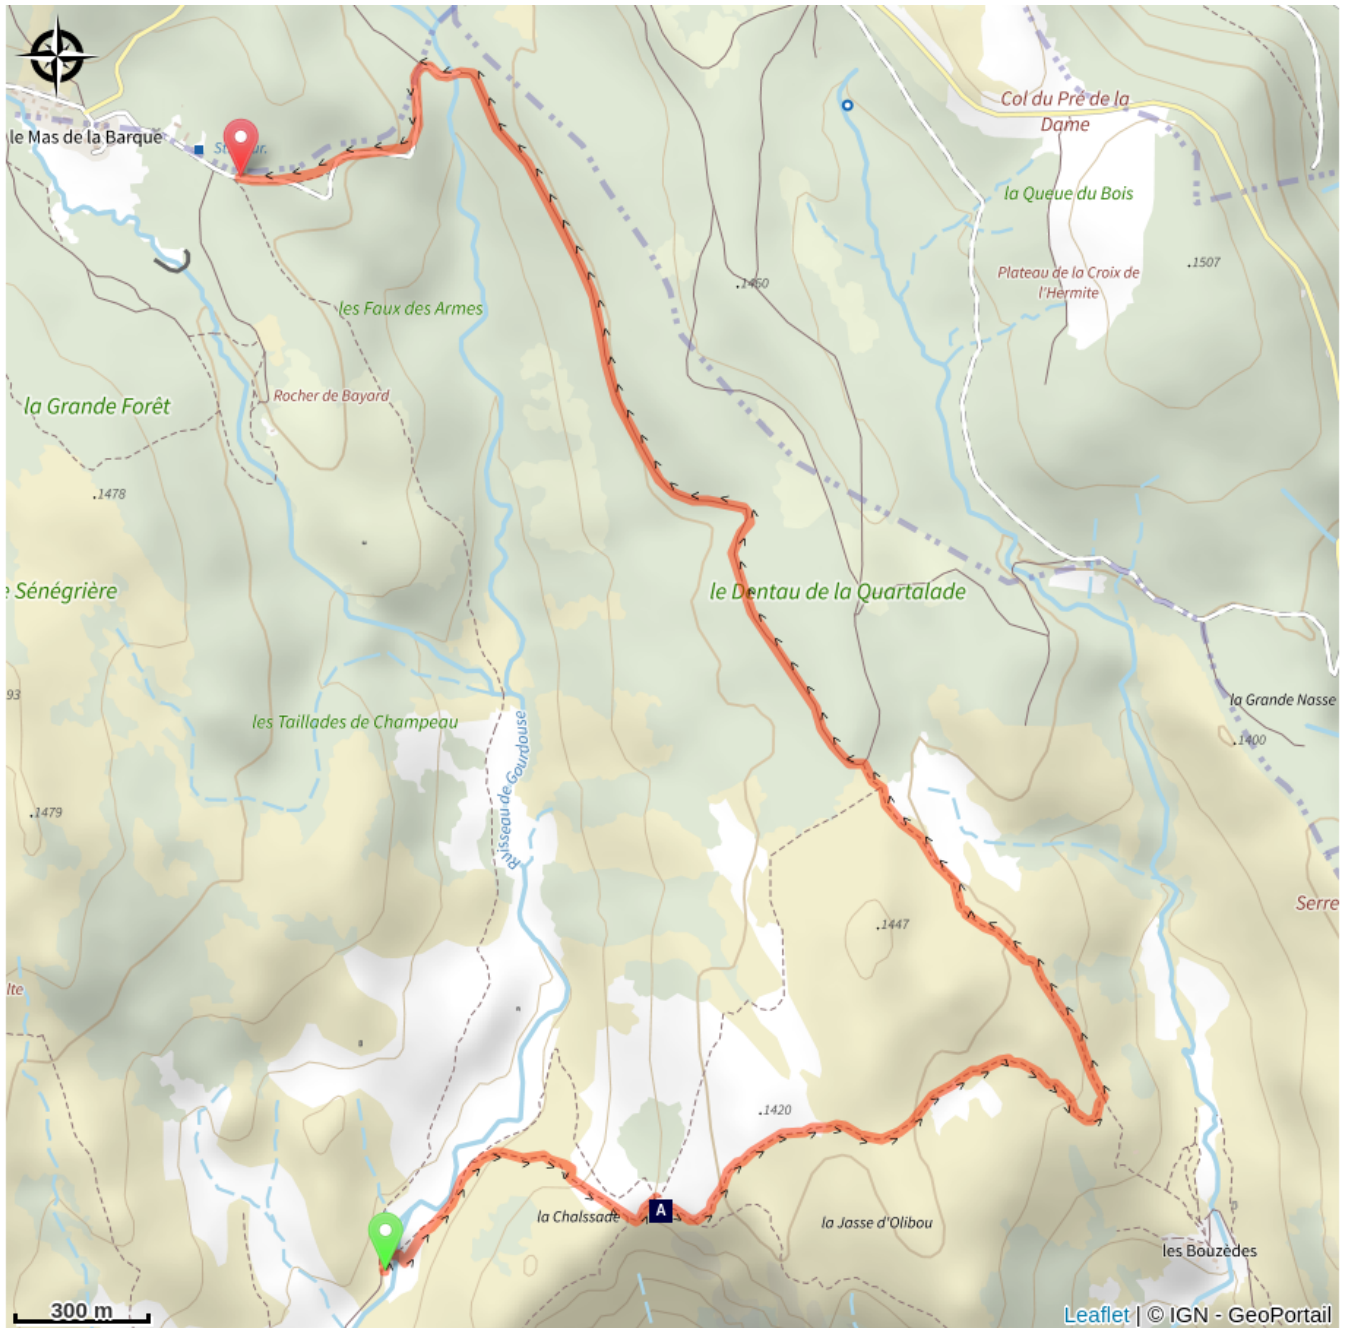 Col du Pré de la
Dame
le Mas de la Barque
la Queue du Bois
.1507
Plateau de la Croix de
l'Hermite
.1460
les Faux des Armes
Rocher de Bayard
la Grande Forêt
.1478
Sénégrière
le Dentau de la Quartalade
93
la Grande Nasse
les Taillades de Champeau
.1400
Ruisseau de Gourdouse
.1479
Serre
.1447
lte
.1420
A
la Chalssade
la Jasse d'Olibou
les Bouzèdes
300 m
Leaflet | © IGN - GeoPortail